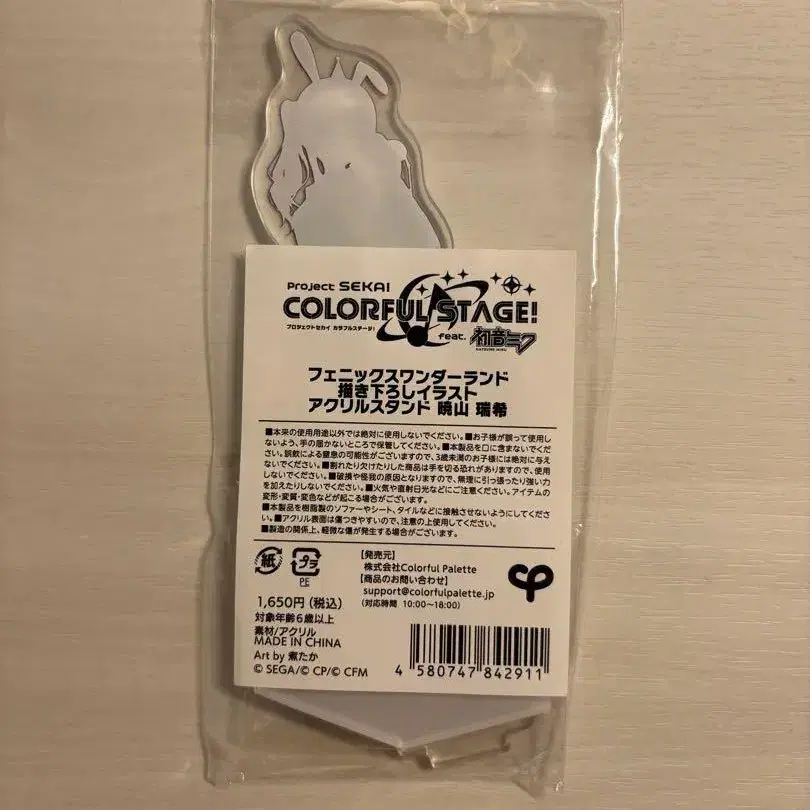 Project SEKAI
COLORFUL STAGE!
プロジェクトセカイ カラフルステージ!
feat. 初音ミク
HATSUNE MIKU
フェニックスワンダーランド
描き下ろしイラスト
アクリルスタンド 暁山 瑞希
■本来の使用用途以外では絶対に使用しないでください。■お子様が誤って使用し
ないよう、手の届かないところで保管してください。■本製品を口に含まないでくだ
さい。誤飲による窒息の可能性がございますので、3歳未満のお子様には絶対に与え
ないでください。■割れたり欠けたりした商品は手を切る恐れがありますので、使用
しないでください。■破損や怪我の原因となりますので、無理に引っ張ったり強い力
を加えたりしないでください。■火気や直射日光などにご注意ください。アイテムの
変形・変質・変色などが起こる場合がございます。
■本製品を樹脂製のソファーやシート、タイルなどに接触させないようにしてくださ
い。■アクリル表面は傷つきやすいので、注意の上使用してください。
■製造の関係上、軽微な傷が発生する場合がございます。
紙
プラ
PE
【発売元】
株式会社Colorful Palette
【商品のお問い合わせ】
support@colorfulpalette.jp
(対応時間 10:00～18:00)
1,650円(税込)
対象年齢6歳以上
素材/アクリル
MADE IN CHINA
Art by 煮たか
© SEGA/© CP/© CFM
4 580747 842911